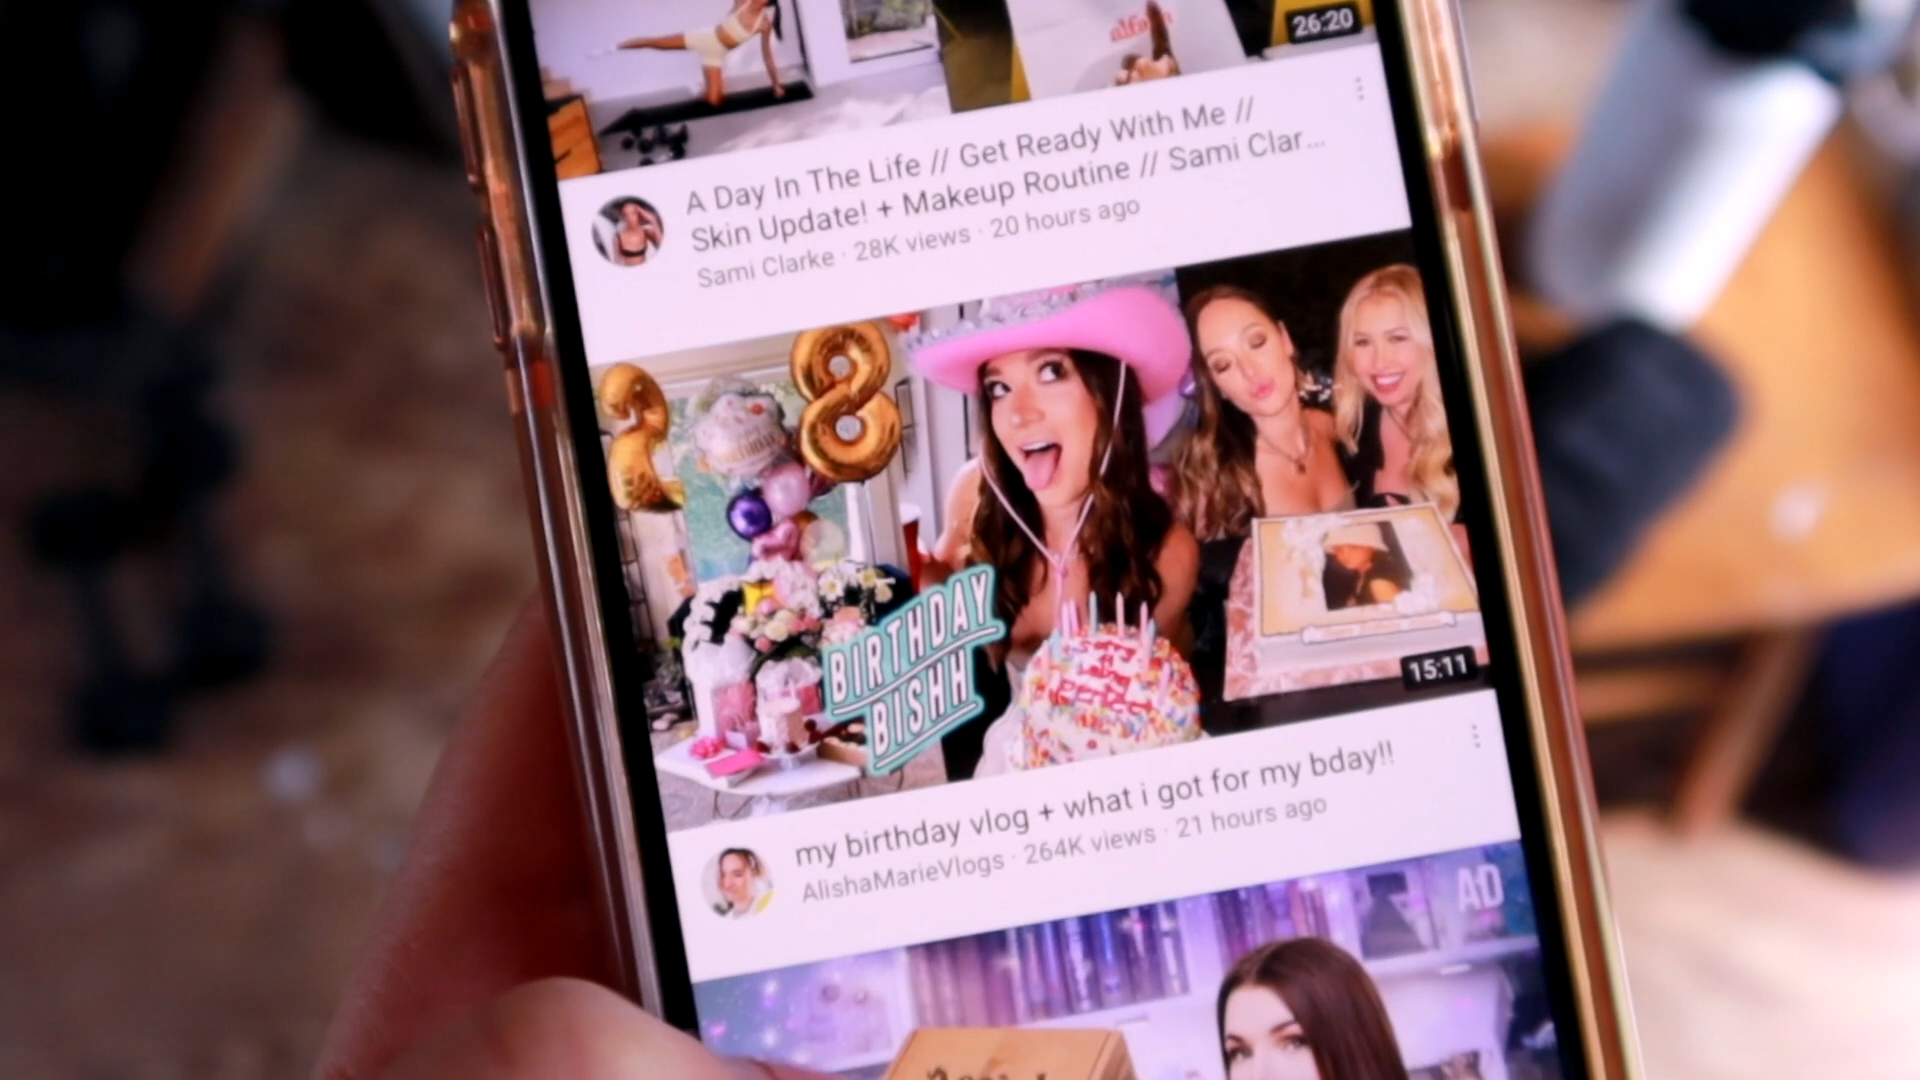 26:20
A Day In The Life // Get Ready With Me //
Skin Update! + Makeup Routine // Sami Clar...
Sami Clarke · 28K views · 20 hours ago
28
BIRTHDAY
BISHH
15:11
my birthday vlog + what i got for my bday!!
AlishaMarieVlogs · 264K views · 21 hours ago
AD